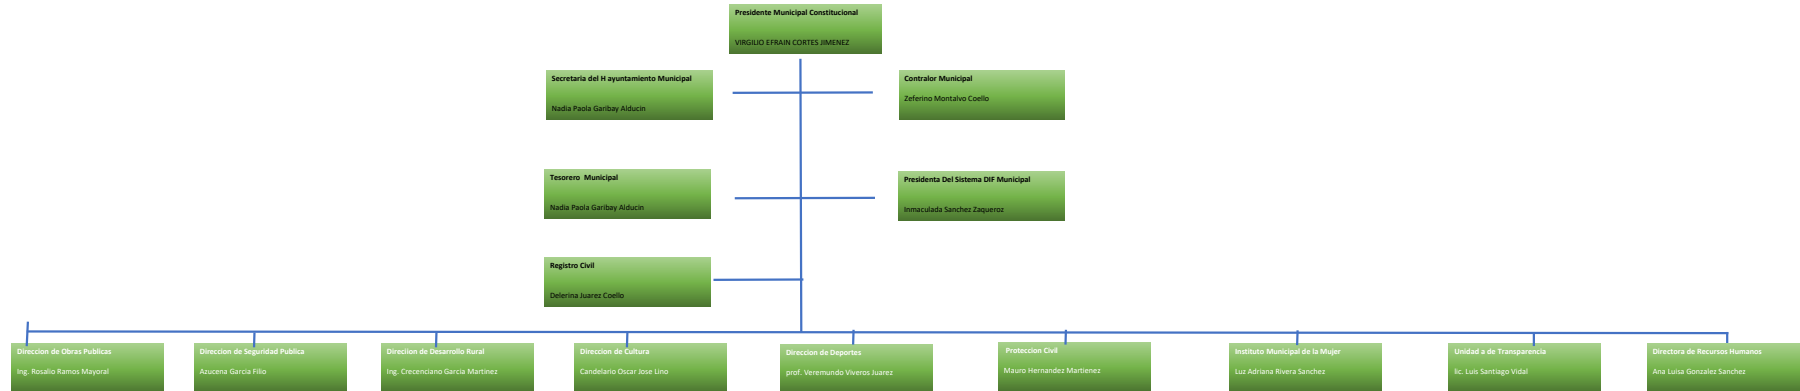 Presidente Municipal Constitucional
VIRGILIO EFRAIN CORTES JIMENEZ
Secretaria del H ayuntamiento Municipal
Nadia Paola Garibay Alducin
Contralor Municipal
Zeferino Montalvo Coello
Tesorero Municipal
Nadia Paola Garibay Alducin
Presidenta Del Sistema DIF Municipal
Inmaculada Sanchez Zaqueroz
Registro Civil
Delerina Juarez Coello
Direccion de Obras Publicas
Ing. Rosalio Ramos Mayoral
Direccion de Seguridad Publica
Azucena Garcia Filio
Direciion de Desarrollo Rural
Ing. Crecenciano Garcia Martinez
Direccion de Cultura
Candelario Oscar Jose Lino
Direccion de Deportes
prof. Veremundo Viveros Juarez
Proteccion Civil
Mauro Hernandez Martienez
Instituto Municipal de la Mujer
Luz Adriana Rivera Sanchez
Unidad a de Transparencia
lic. Luis Santiago Vidal
Directora de Recursos Humanos
Ana Luisa Gonzalez Sanchez